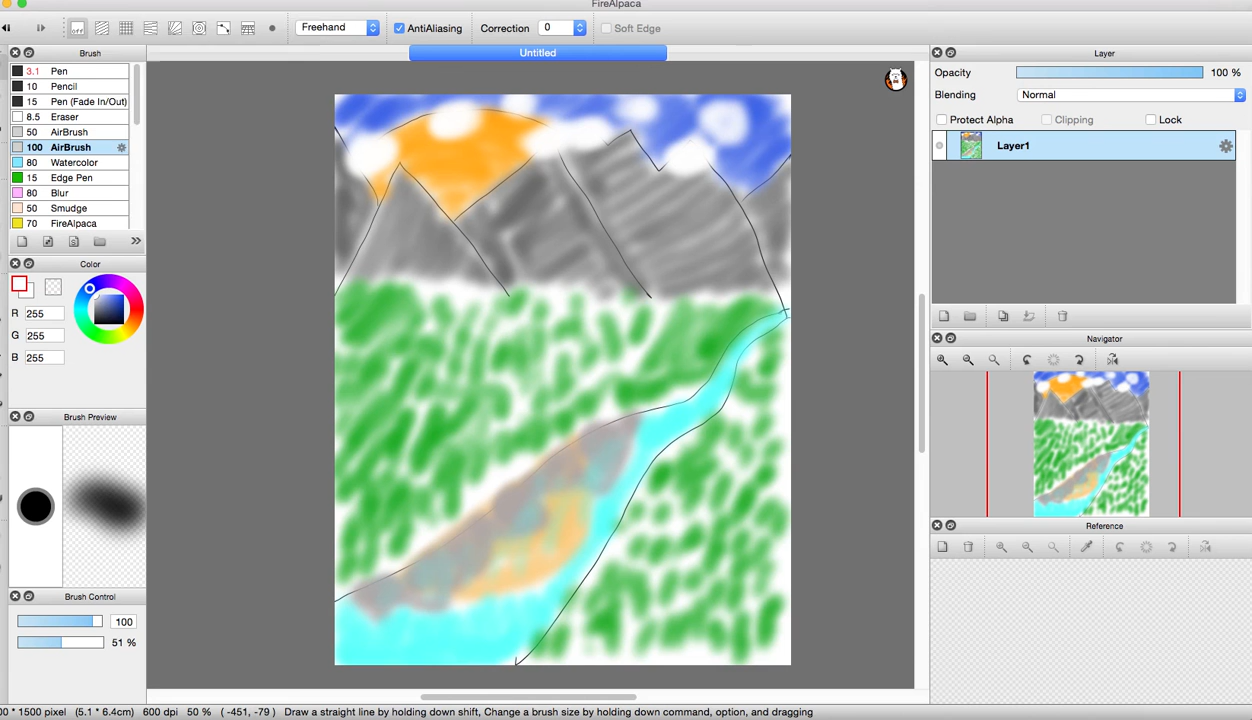 FireAlpaca
off
Freehand
AntiAliasing
Correction
0
Soft Edge
Brush
Untitled
Layer
3.1 Pen
10 Pencil
15 Pen (Fade In/Out)
8.5 Eraser
50 AirBrush
100 AirBrush
80 Watercolor
15 Edge Pen
80 Blur
50 Smudge
70 FireAlpaca
Opacity
100 %
Blending
Normal
Protect Alpha
Clipping
Lock
Layer1
Color
R 255
G 255
B 255
Navigator
Brush Preview
Reference
Brush Control
100
51 %
00 * 1500 pixel (5.1 * 6.4cm) 600 dpi 50 % ( -451, -79 ) Draw a straight line by holding down shift, Change a brush size by holding down command, option, and dragging